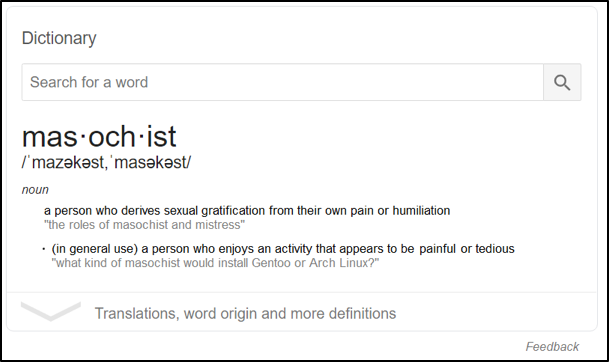 Dictionary
Search for a word
mas·och·ist
/ˈmazəkəst,ˈmasəkəst/
noun
a person who derives sexual gratification from their own pain or humiliation
"the roles of masochist and mistress"
• (in general use) a person who enjoys an activity that appears to be painful or tedious
"what kind of masochist would install Gentoo or Arch Linux?"
Translations, word origin and more definitions
Feedback